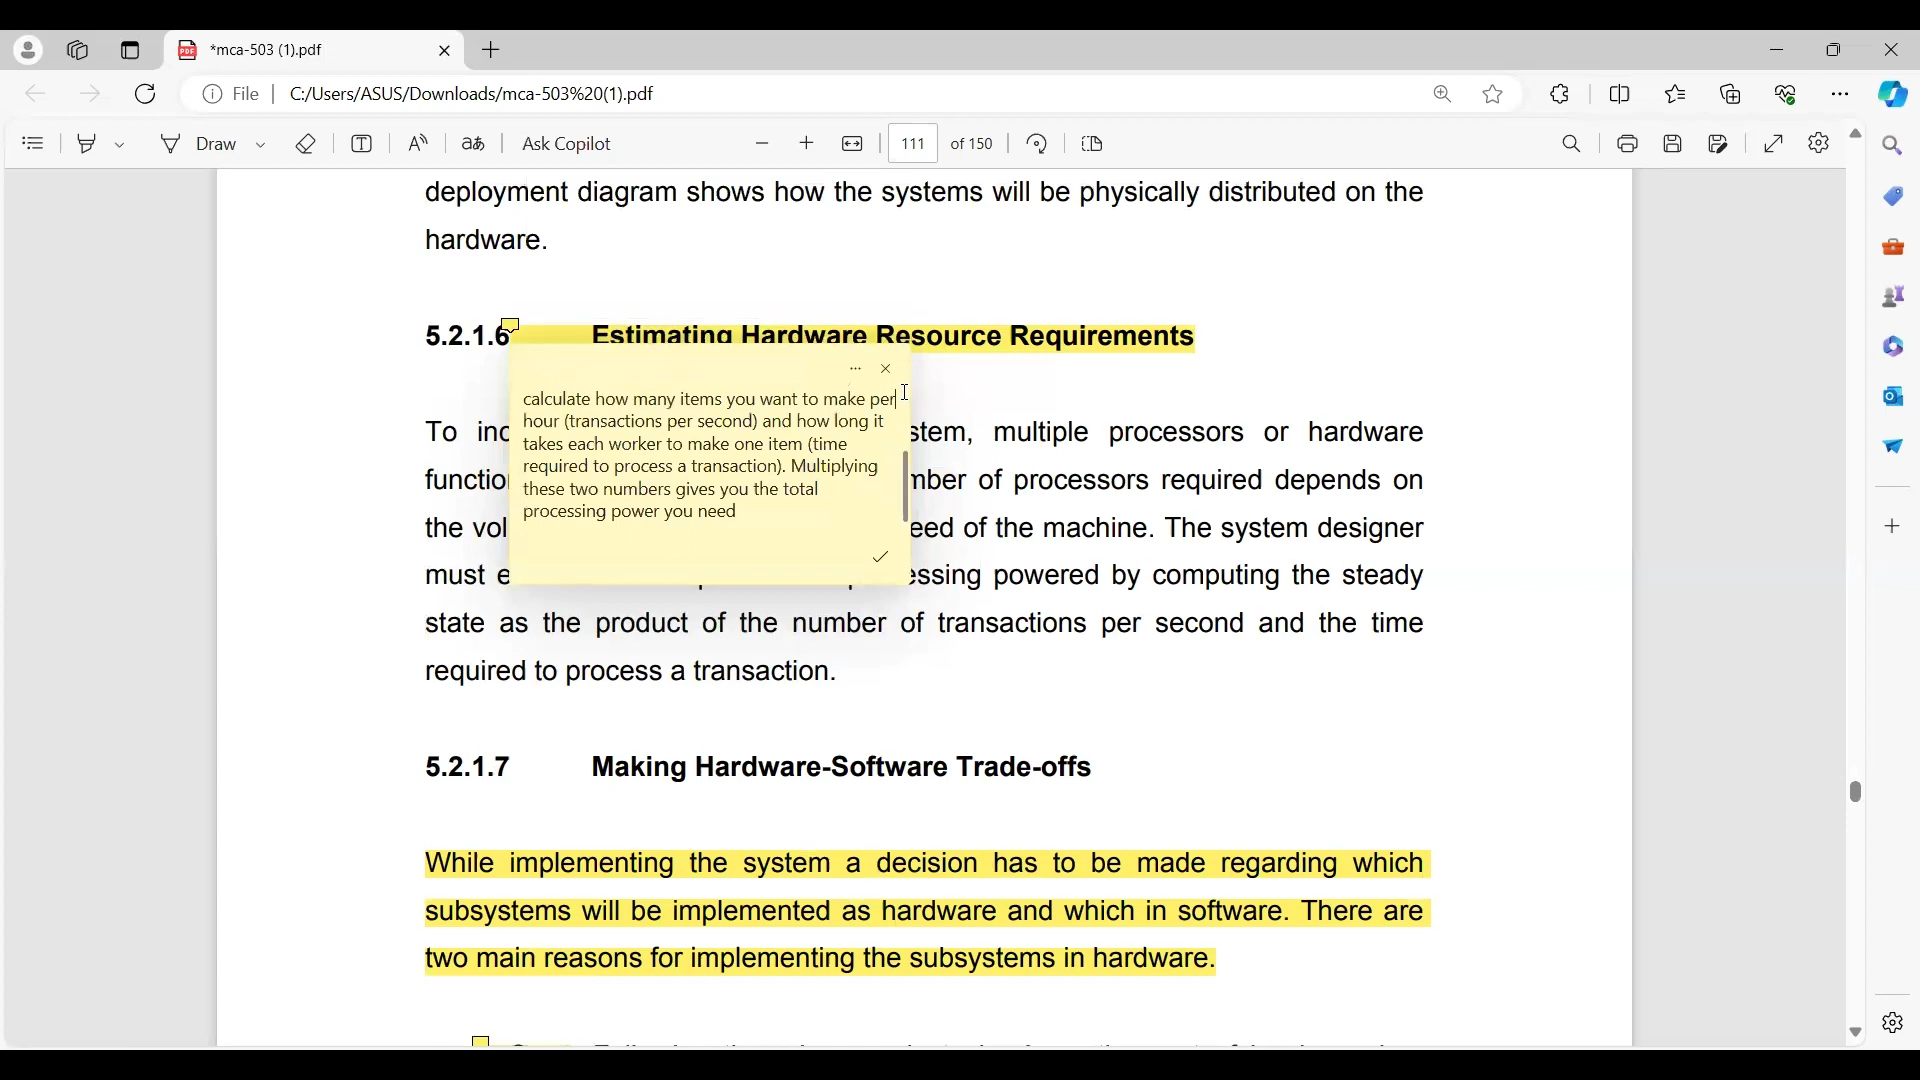 *mca-503 (1).pdf
File
C:/Users/ASUS/Downloads/mca-503%20(1).pdf
Draw
Ask Copilot
111 of 150
deployment diagram shows how the systems will be physically distributed on the
hardware.
5.2.1.6 Estimating Hardware Resource Requirements
calculate how many items you want to make per
hour (transactions per second) and how long it
takes each worker to make one item (time
required to process a transaction). Multiplying
these two numbers gives you the total
processing power you need
To inc stem, multiple processors or hardware
functio mber of processors required depends on
the vol eed of the machine. The system designer
must e essing powered by computing the steady
state as the product of the number of transactions per second and the time
required to process a transaction.
5.2.1.7 Making Hardware-Software Trade-offs
While implementing the system a decision has to be made regarding which
subsystems will be implemented as hardware and which in software. There are
two main reasons for implementing the subsystems in hardware.